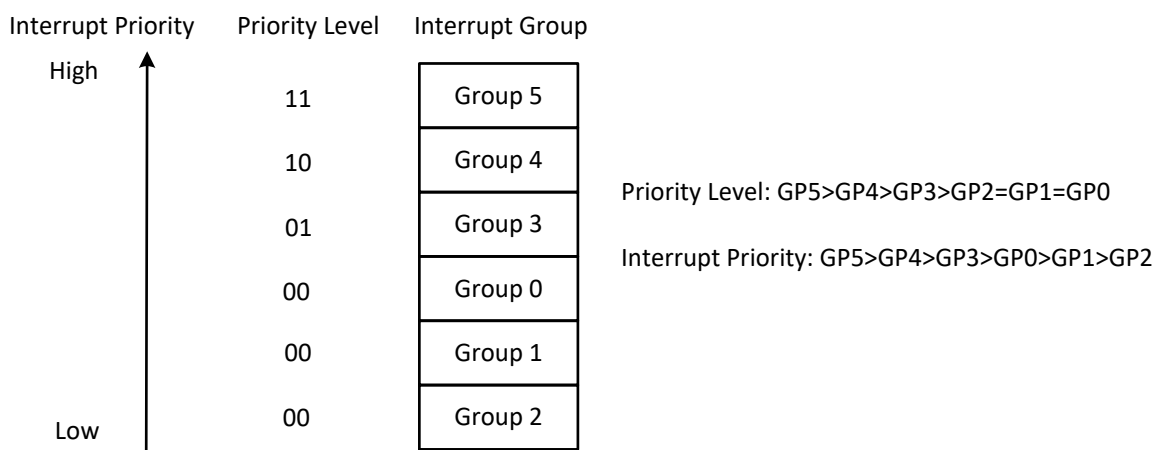 Interrupt Priority Priority Level Interrupt Group
High
11 Group 5
10 Group 4
Priority Level: GP5>GP4>GP3>GP2=GP1=GP0
01 Group 3
Interrupt Priority: GP5>GP4>GP3>GP0>GP1>GP2
00 Group 0
00 Group 1
00 Group 2
Low